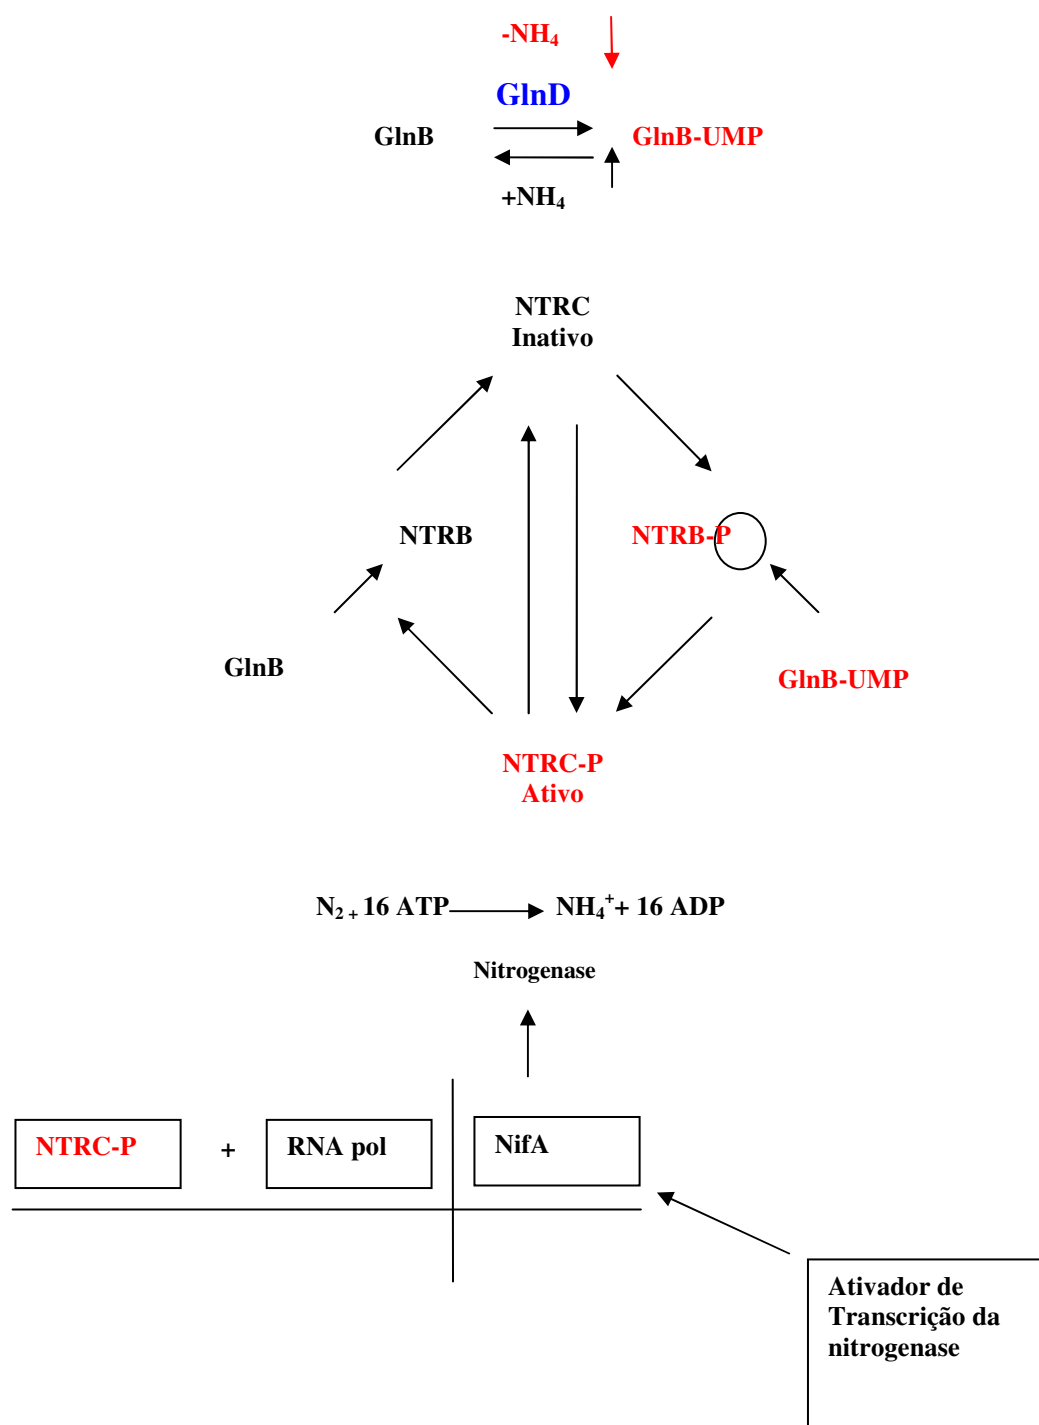 -NH₄
GlnD
GlnB GlnB-UMP
+NH₄
NTRC
Inativo
NTRB NTRB-P
GlnB GlnB-UMP
NTRC-P
Ativo
N₂ ₊ 16 ATP NH₄⁺+ 16 ADP
Nitrogenase
NTRC-P + RNA pol NifA
Ativador de
Transcrição da
nitrogenase